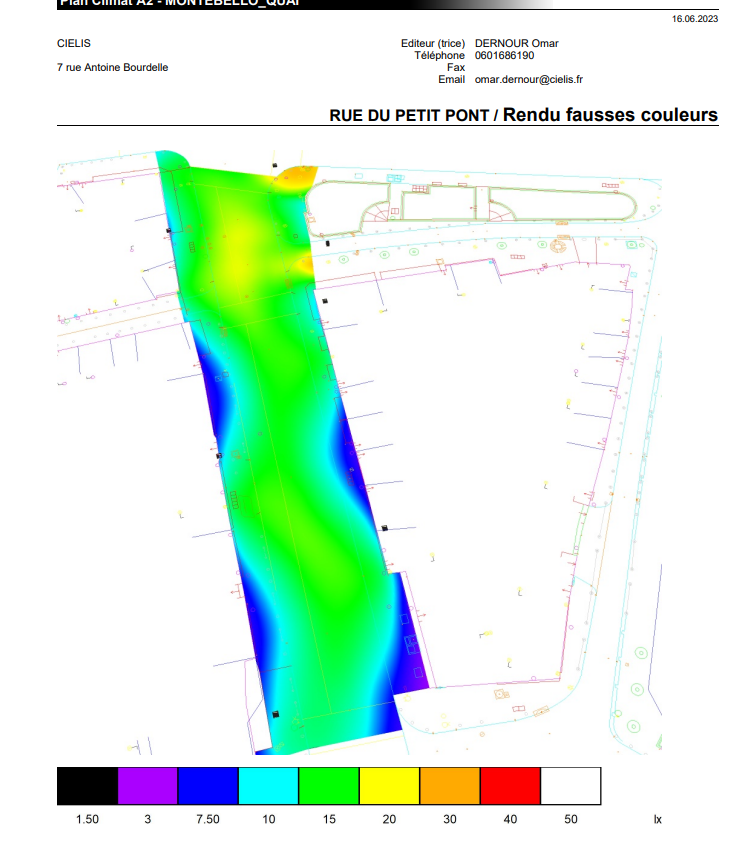 Plan Climat A2 - MONTEBELLO_QUAI
16.06.2023
CIELIS
7 rue Antoine Bourdelle
Editeur (trice) DERNOUR Omar
Téléphone 0601686190
Fax
Email omar.dernour@cielis.fr
RUE DU PETIT PONT / Rendu fausses couleurs
1.50 3 7.50 10 15 20 30 40 50 lx